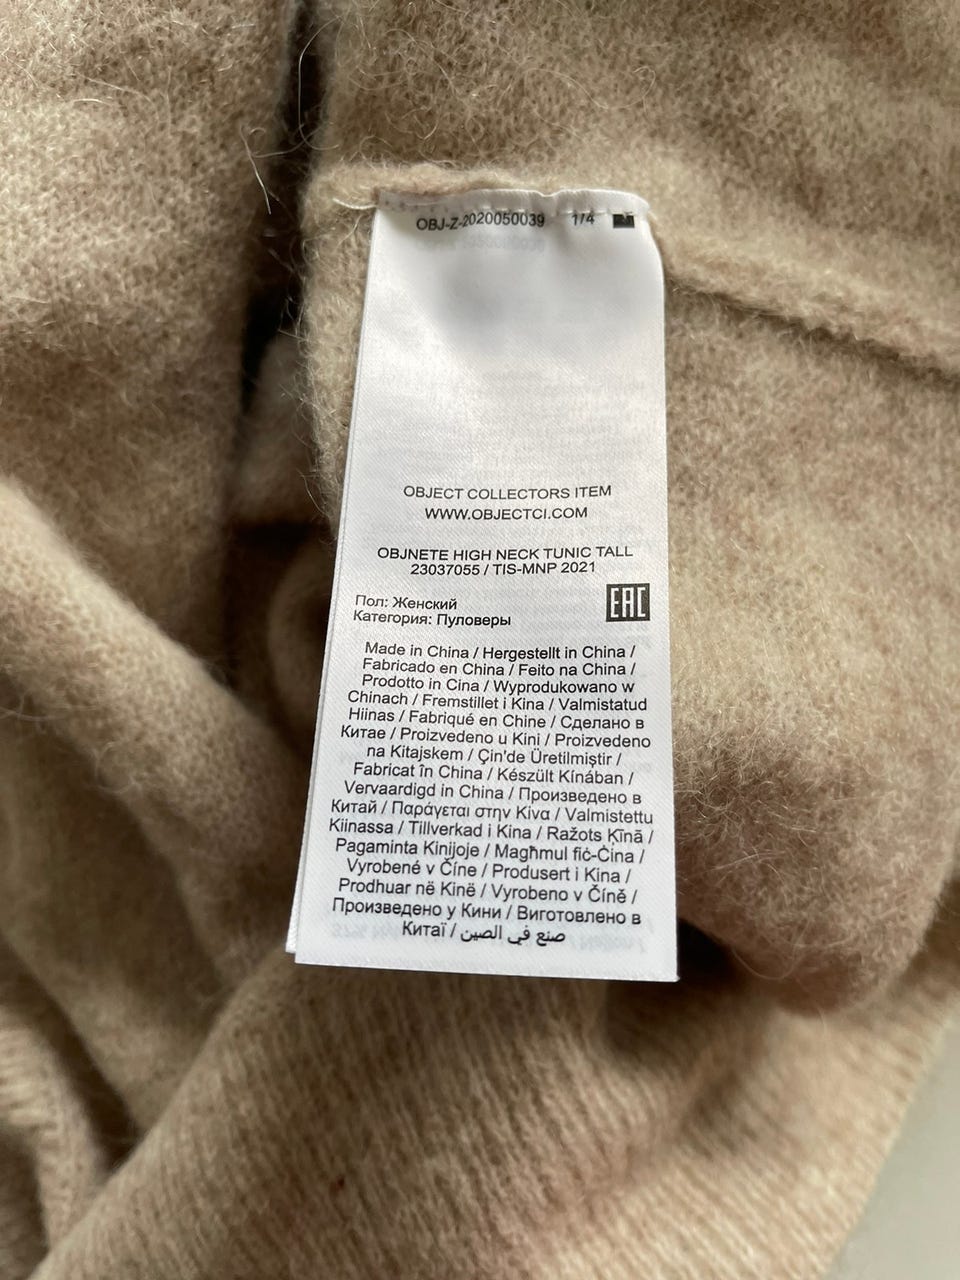 OBJ-Z-2020050039 1/4
OBJECT COLLECTORS ITEM
WWW.OBJECTCI.COM
OBJNETE HIGH NECK TUNIC TALL
23037055 / TIS-MNP 2021
EAC
Пол: Женский
Категория: Пуловеры
Made in China / Hergestellt in China /
Fabricado en China / Feito na China /
Prodotto in Cina / Wyprodukowano w
Chinach / Fremstillet i Kina / Valmistatud
Hiinas / Fabriqué en Chine / Сделано в
Китае / Proizvedeno u Kini / Proizvedeno
na Kitajskem / Çin'de Üretilmiştir /
Fabricat în China / Készült Kínában /
Vervaardigd in China / Произведено в
Китай / Παράγεται στην Κίνα / Valmistettu
Kiinassa / Tillverkad i Kina / Ražots Ķīnā /
Pagaminta Kinijoje / Magħmul fiċ-Ċina /
Vyrobené v Číne / Produsert i Kina /
Prodhuar në Kinë / Vyrobeno v Číně /
Произведено у Кини / Виготовлено в
Китаї / صنع في الصين